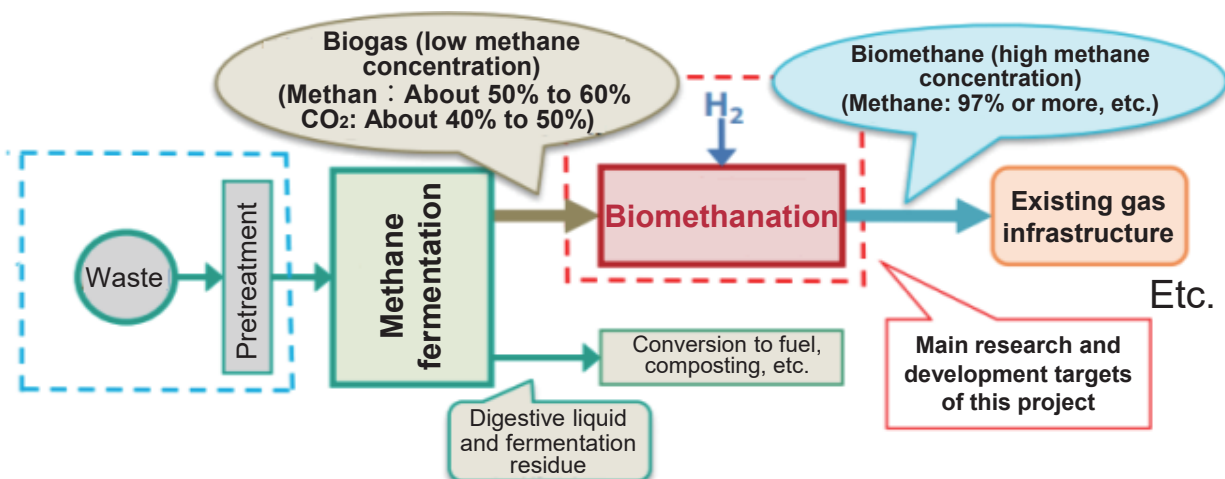 Biogas (low methane
concentration)
(Methan：About 50% to 60%
CO₂: About 40% to 50%)
H₂
Biomethane (high methane
concentration)
(Methane: 97% or more, etc.)
Waste
Pretreatment
Methane
fermentation
Biomethanation
Existing gas
infrastructure
Etc.
Conversion to fuel,
composting, etc.
Digestive liquid
and fermentation
residue
Main research and
development targets
of this project